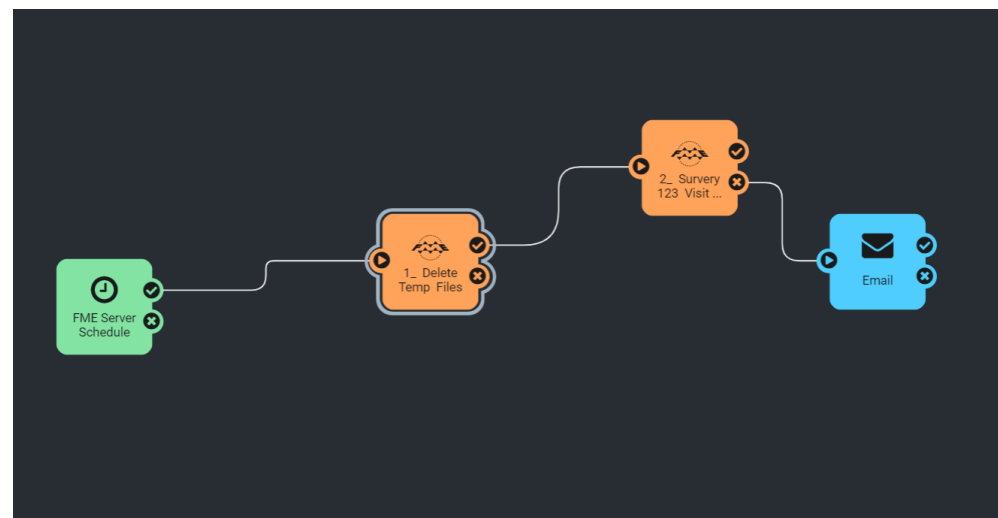 FME Server
Schedule
1_ Delete
Temp Files
2_ Survery
123 Visit ...
Email